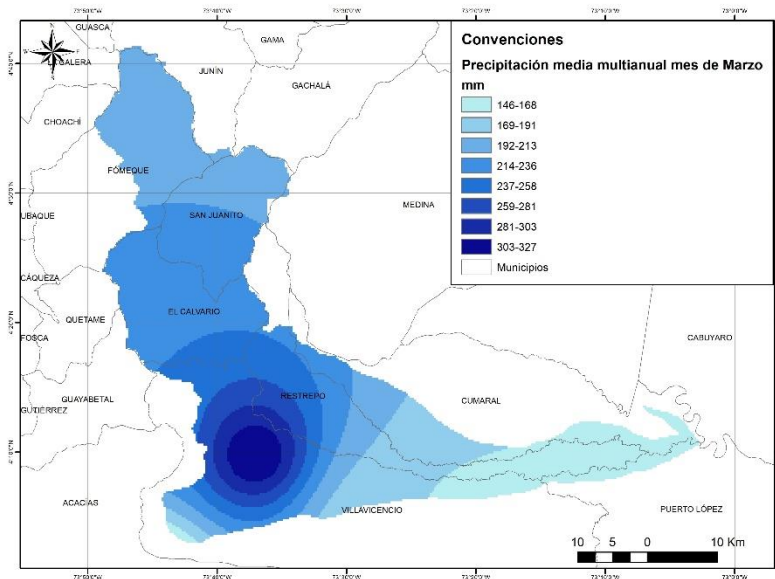 Convenciones
Precipitación media multianual mes de Marzo
mm
146-168
169-191
192-213
214-236
237-258
259-281
281-303
303-327
Municipios
GUASCA
GAMA
JUNÍN
GACHALÁ
CHOACHÍ
FÓMEQUE
MEDINA
UBAQUE
SAN JUANITO
CÁQUEZA
EL CALVARIO
QUETAME
FOSCA
CABUYARO
GUAYABETAL
RESTREPO
CUMARAL
GUTIÉRREZ
ACACÍAS
VILLAVICENCIO
PUERTO LÓPEZ
10 5 0 10 Km